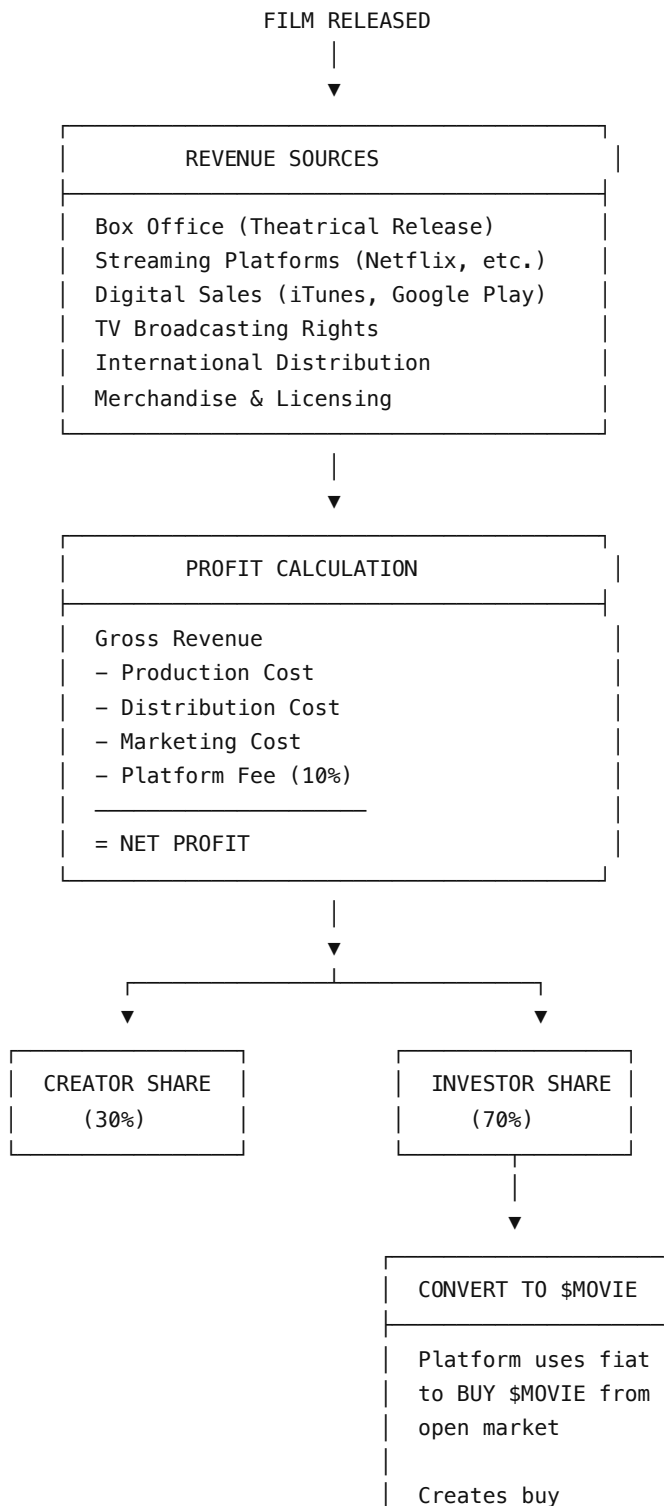 FILM RELEASED
REVENUE SOURCES
Box Office (Theatrical Release)
Streaming Platforms (Netflix, etc.)
Digital Sales (iTunes, Google Play)
TV Broadcasting Rights
International Distribution
Merchandise & Licensing
PROFIT CALCULATION
Gross Revenue
− Production Cost
− Distribution Cost
− Marketing Cost
− Platform Fee (10%)
= NET PROFIT
CREATOR SHARE
(30%)
INVESTOR SHARE
(70%)
CONVERT TO $MOVIE
Platform uses fiat
to BUY $MOVIE from
open market
Creates buy